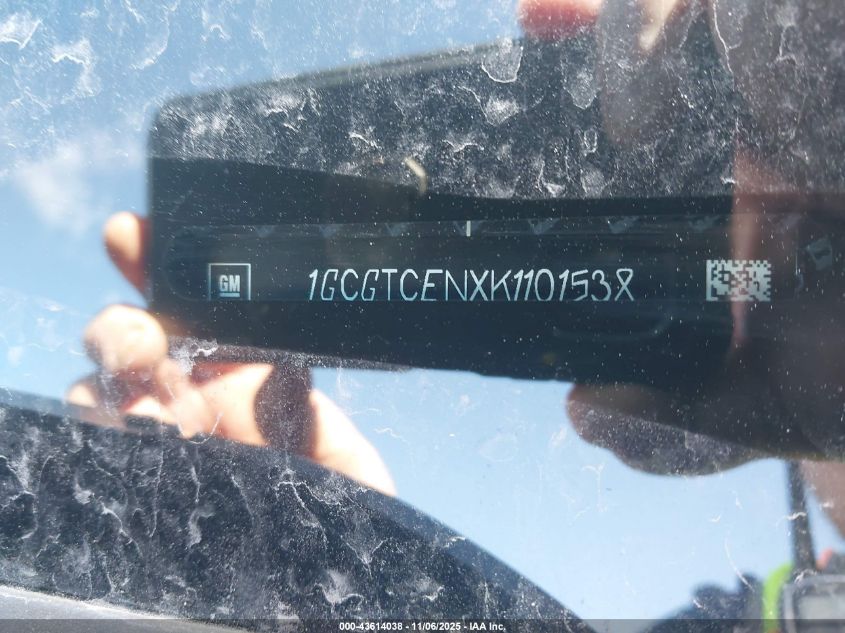 GM
1GCGTCENXK1101538
000-43614038 - 11/06/2025 - IAA Inc.